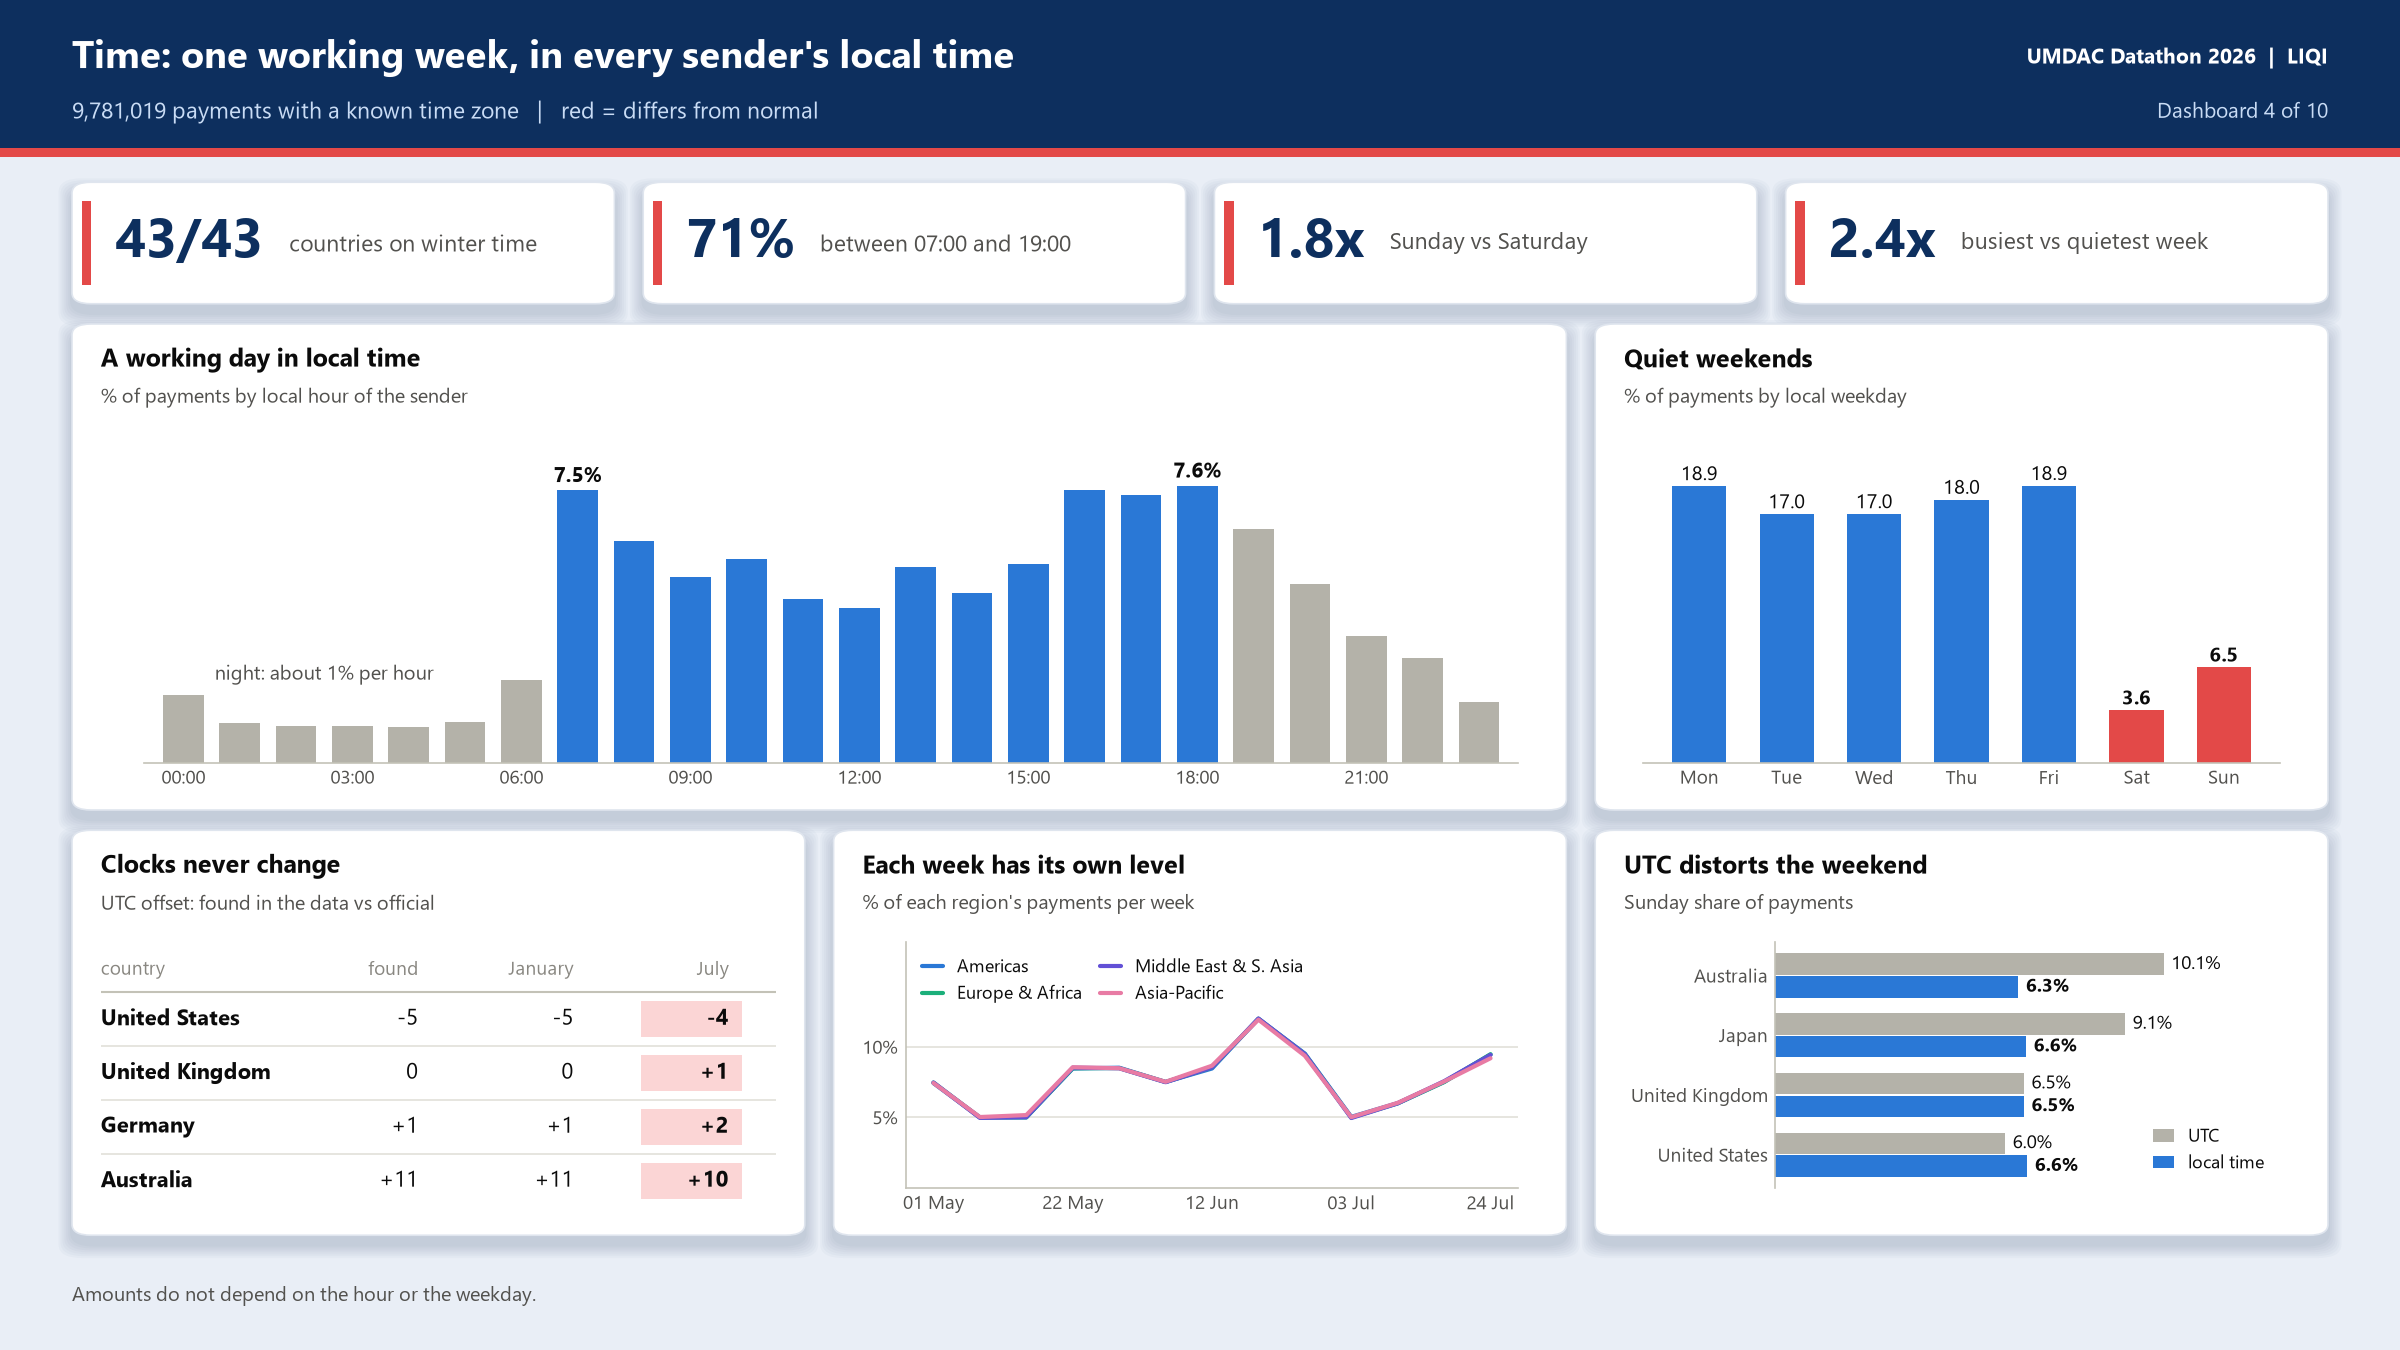 Time: one working week, in every sender's local time
UMDAC Datathon 2026 | LIQI
9,781,019 payments with a known time zone | red = differs from normal
Dashboard 4 of 10
43/43 countries on winter time
71% between 07:00 and 19:00
1.8x Sunday vs Saturday
2.4x busiest vs quietest week
A working day in local time
% of payments by local hour of the sender
7.5%
7.6%
night: about 1% per hour
00:00 03:00 06:00 09:00 12:00 15:00 18:00 21:00
Quiet weekends
% of payments by local weekday
18.9 17.0 17.0 18.0 18.9 3.6 6.5
Mon Tue Wed Thu Fri Sat Sun
Clocks never change
UTC offset: found in the data vs official
country found January July
United States -5 -5 -4
United Kingdom 0 0 +1
Germany +1 +1 +2
Australia +11 +11 +10
Each week has its own level
% of each region's payments per week
Americas Middle East & S. Asia
Europe & Africa Asia-Pacific
10%
5%
01 May 22 May 12 Jun 03 Jul 24 Jul
UTC distorts the weekend
Sunday share of payments
Australia 10.1% 6.3%
Japan 9.1% 6.6%
United Kingdom 6.5% 6.5%
United States 6.0% 6.6%
UTC
local time
Amounts do not depend on the hour or the weekday.